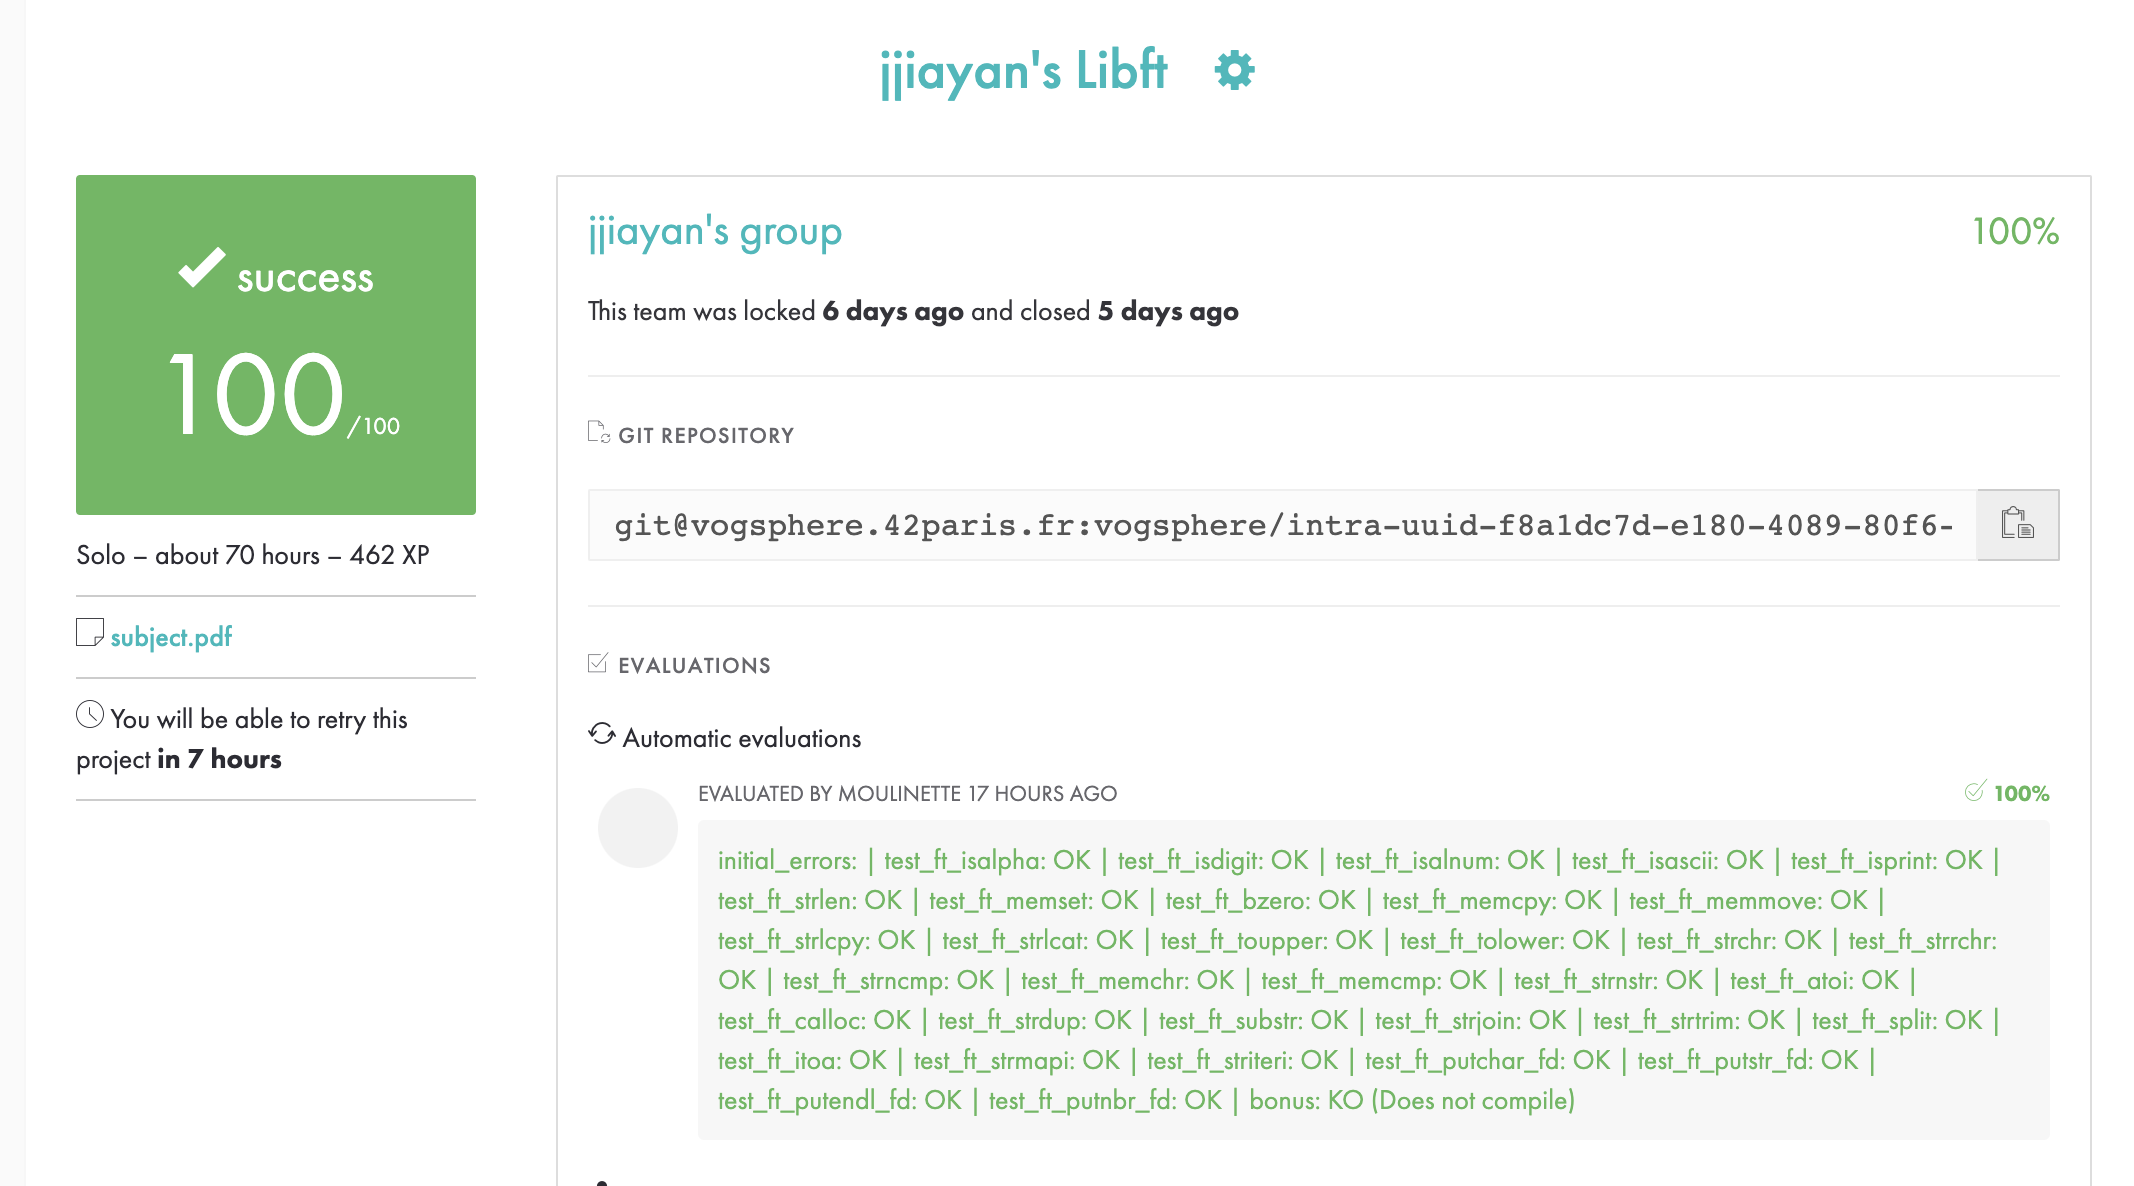 jjiayan's Libft
success
100/100
Solo – about 70 hours – 462 XP
subject.pdf
You will be able to retry this
project in 7 hours
jjiayan's group
100%
This team was locked 6 days ago and closed 5 days ago
GIT REPOSITORY
git@vogsphere.42paris.fr:vogsphere/intra-uuid-f8a1dc7d-e180-4089-80f6-
EVALUATIONS
Automatic evaluations
EVALUATED BY MOULINETTE 17 HOURS AGO
100%
initial_errors: | test_ft_isalpha: OK | test_ft_isdigit: OK | test_ft_isalnum: OK | test_ft_isascii: OK | test_ft_isprint: OK |
test_ft_strlen: OK | test_ft_memset: OK | test_ft_bzero: OK | test_ft_memcpy: OK | test_ft_memmove: OK |
test_ft_strlcpy: OK | test_ft_strlcat: OK | test_ft_toupper: OK | test_ft_tolower: OK | test_ft_strchr: OK | test_ft_strrchr:
OK | test_ft_strncmp: OK | test_ft_memchr: OK | test_ft_memcmp: OK | test_ft_strnstr: OK | test_ft_atoi: OK |
test_ft_calloc: OK | test_ft_strdup: OK | test_ft_substr: OK | test_ft_strjoin: OK | test_ft_strtrim: OK | test_ft_split: OK |
test_ft_itoa: OK | test_ft_strmapi: OK | test_ft_striteri: OK | test_ft_putchar_fd: OK | test_ft_putstr_fd: OK |
test_ft_putendl_fd: OK | test_ft_putnbr_fd: OK | bonus: KO (Does not compile)